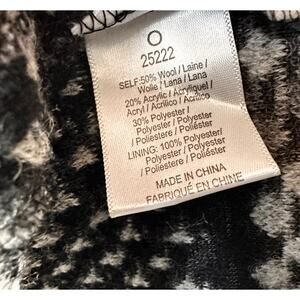 O
25222
SELF:50% Wool / Laine /
Wolle / Lana / Lana
20% Acrylic / Acrylique /
Acryl / Acrilico / Acrílico
30% Polyester /
Polyester / Polyester /
Poliestere / Poliéster
LINING: 100% Polyester/
Polyester / Polyester
/ Poliestere / Poliéster
MADE IN CHINA
FABRIQUÉ EN CHINE